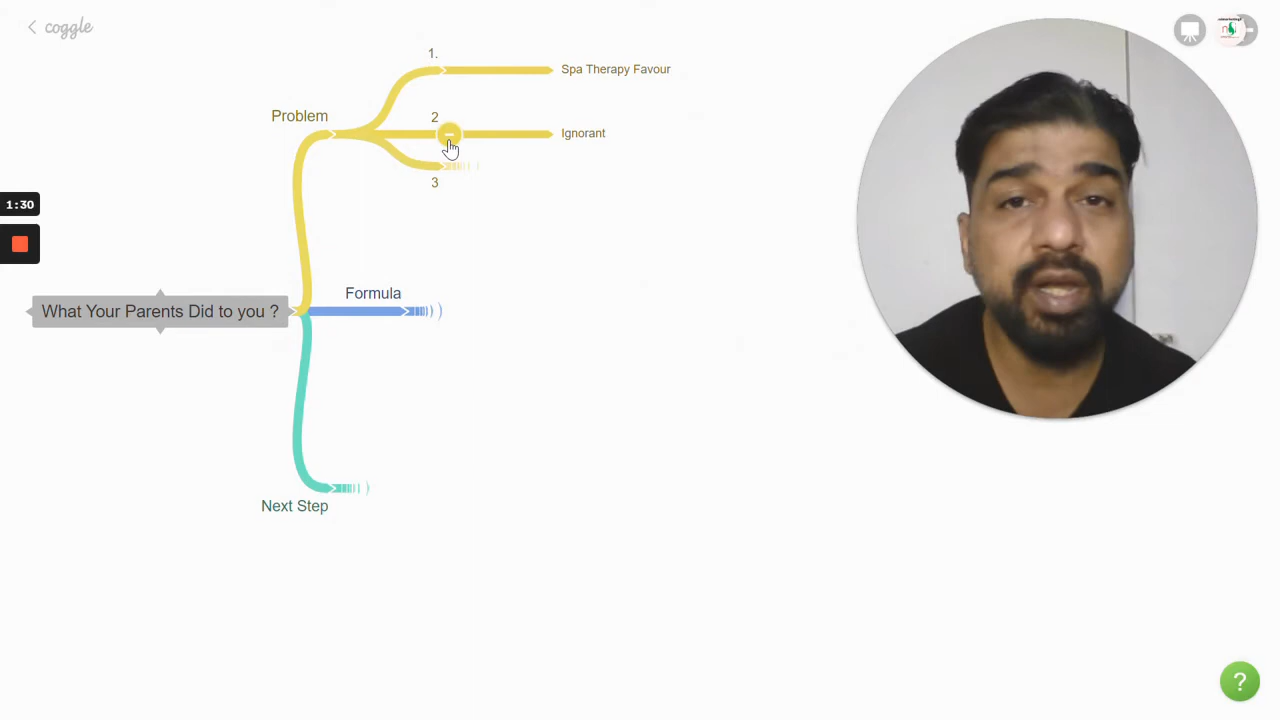 coggle
1.
Spa Therapy Favour
Problem
2
Ignorant
3
1:30
Formula
What Your Parents Did to you ?
Next Step
?